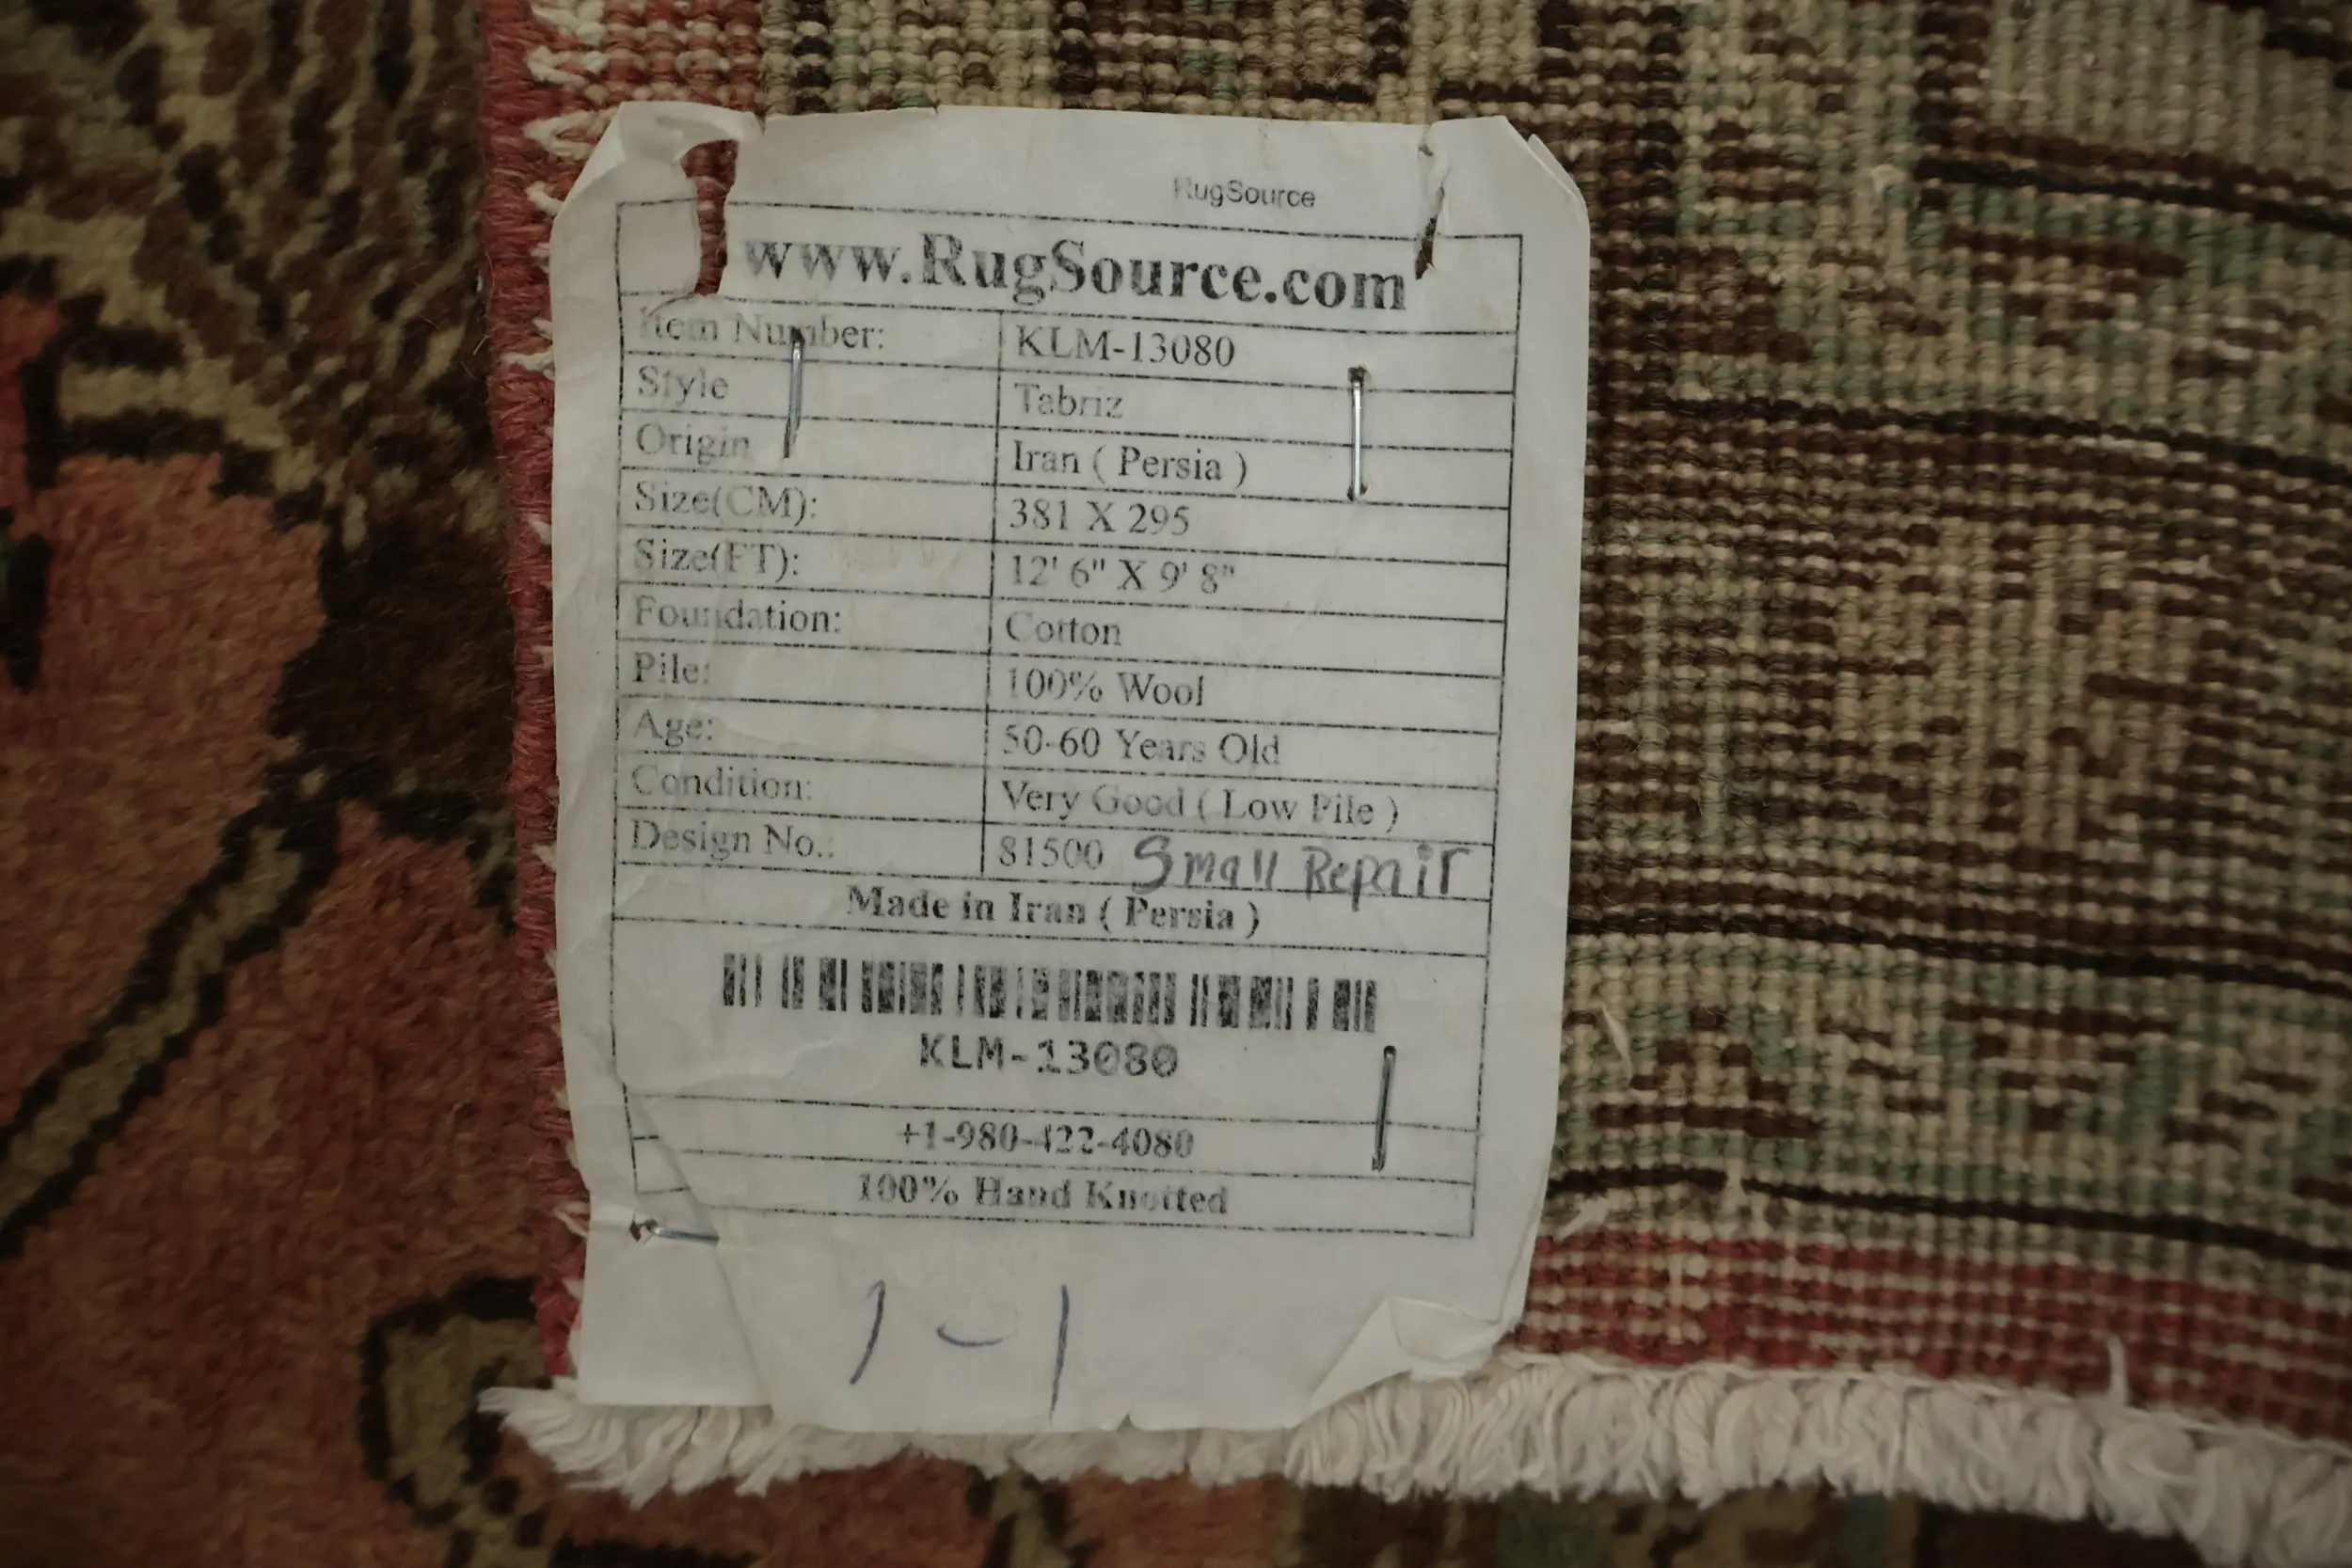 RugSource
www.RugSource.com
Item Number: KLM-13080
Style Tabriz
Origin Iran ( Persia )
Size(CM): 381 X 295
Size(FT): 12' 6" X 9' 8"
Foundation: Cotton
Pile: 100% Wool
Age: 50-60 Years Old
Condition: Very Good ( Low Pile )
Design No.: 81500 Small Repair
Made in Iran ( Persia )
KLM-13080
+1-980-422-4080
100% Hand Knotted
1-1